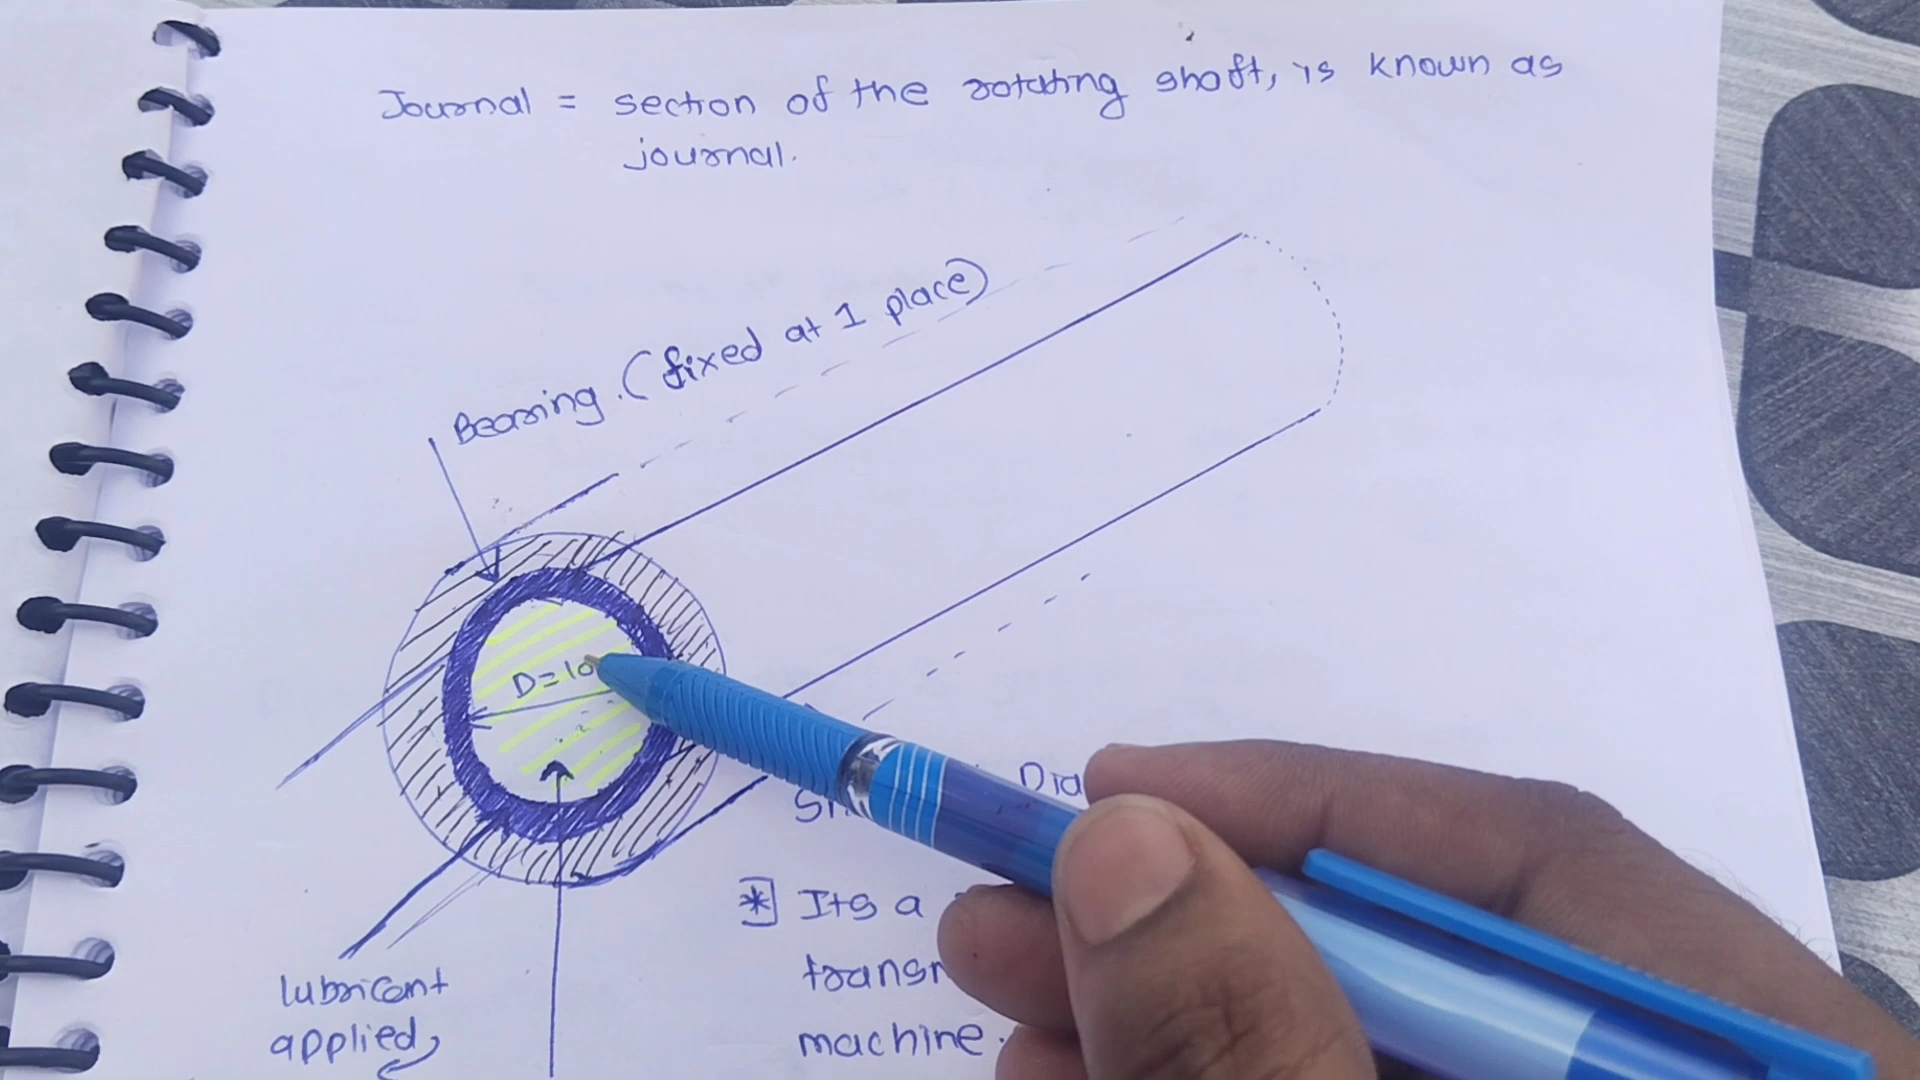 Journal = section of the rotating shaft, is known as
journal.
Bearing. (fixed at 1 place)
D=10
Dia
* Its a
machine.
lubricant
applied